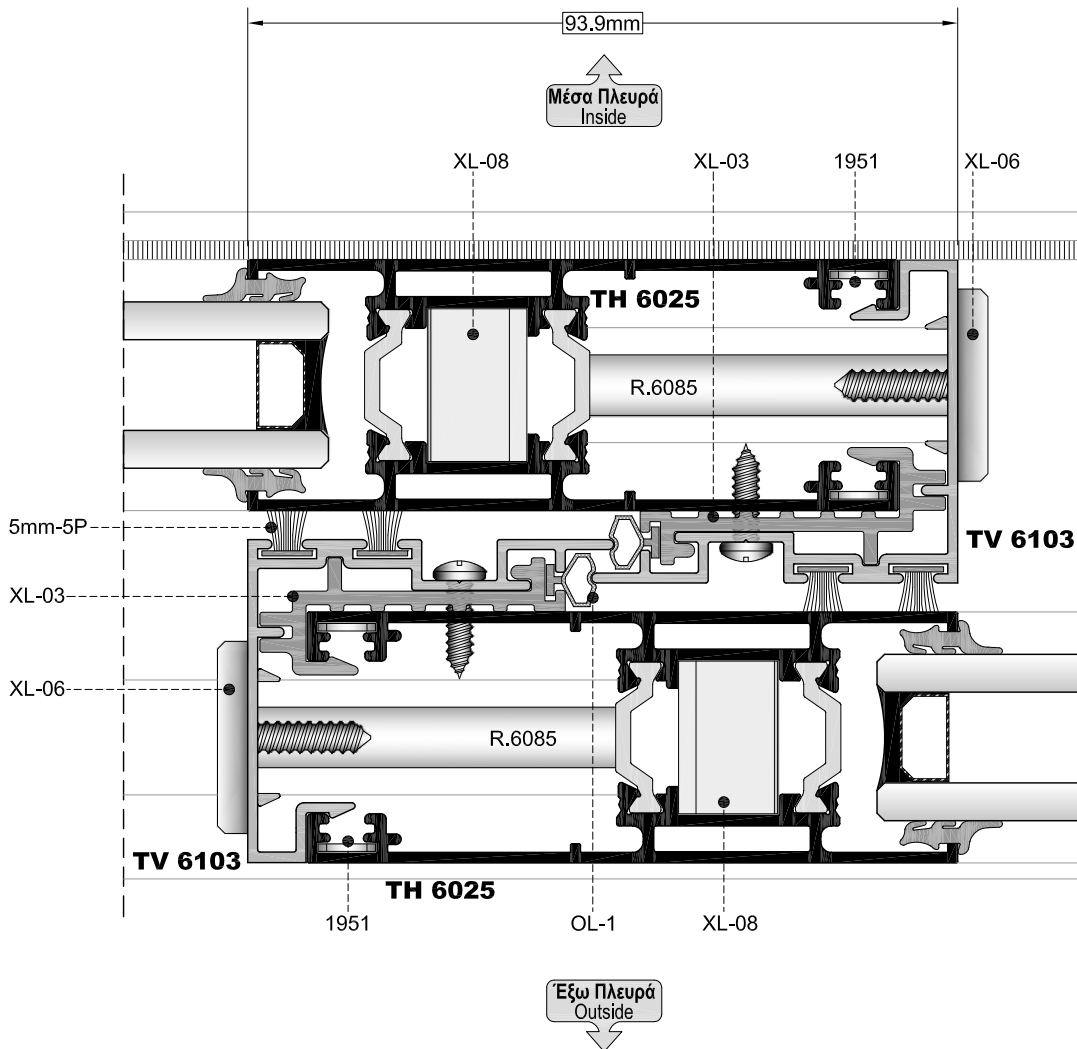 93.9mm
Μέσα Πλευρά
Inside
XL-08
XL-03
1951
XL-06
TH 6025
R.6085
5mm-5P
TV 6103
XL-03
XL-06
R.6085
TV 6103
TH 6025
1951
OL-1
XL-08
Έξω Πλευρά
Outside